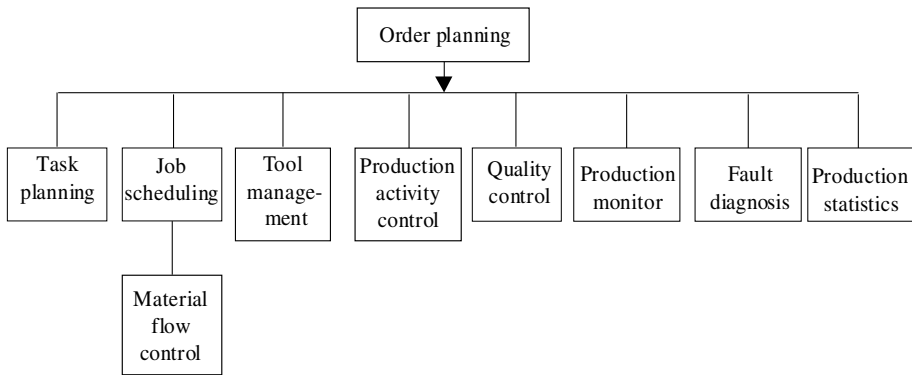 Order planning
Task
planning
Job
scheduling
Tool
manage-
ment
Production
activity
control
Quality
control
Production
monitor
Fault
diagnosis
Production
statistics
Material
flow
control